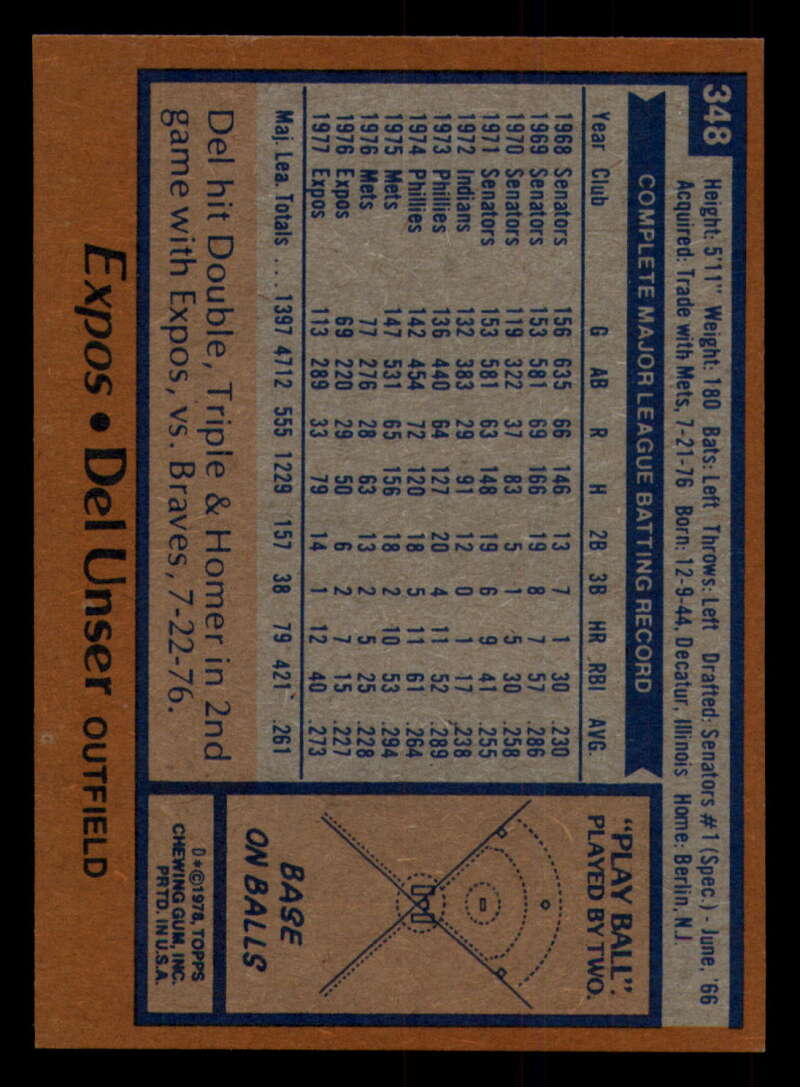 348
Height: 5'11" Weight: 180 Bats: Left Throws: Left Drafted: Senators #1 (Spec.) - June, '66
Acquired: Trade with Mets, 7-21-76 Born: 12-9-44, Decatur, Illinois Home: Berlin, NJ
COMPLETE MAJOR LEAGUE BATTING RECORD
Year Club G AB R H 2B 3B HR RBI AVG.
1968 Senators 156 635 66 146 13 7 1 30 .230
1969 Senators 153 581 69 166 19 8 7 57 .286
1970 Senators 119 322 37 83 5 1 5 30 .258
1971 Senators 153 581 63 148 19 6 9 41 .255
1972 Indians 132 383 29 91 12 0 1 17 .238
1973 Phillies 136 440 64 127 20 4 11 52 .289
1974 Phillies 142 454 72 120 18 5 11 61 .264
1975 Mets 147 531 65 156 18 2 10 53 .294
1976 Mets 77 276 28 63 13 2 5 25 .228
1976 Expos 69 220 29 50 6 2 7 15 .227
1977 Expos 113 289 33 79 14 1 12 40 .273
Maj. Lea. Totals ... 1397 4712 555 1229 157 38 79 421 .261
Del hit Double, Triple & Homer in 2nd
game with Expos, vs. Braves, 7-22-76.
"PLAY BALL".
PLAYED BY TWO.
BASE
ON BALLS
D*©1978, TOPPS
CHEWING GUM, INC.
PRTD. IN U.S.A.
Expos • Del Unser OUTFIELD